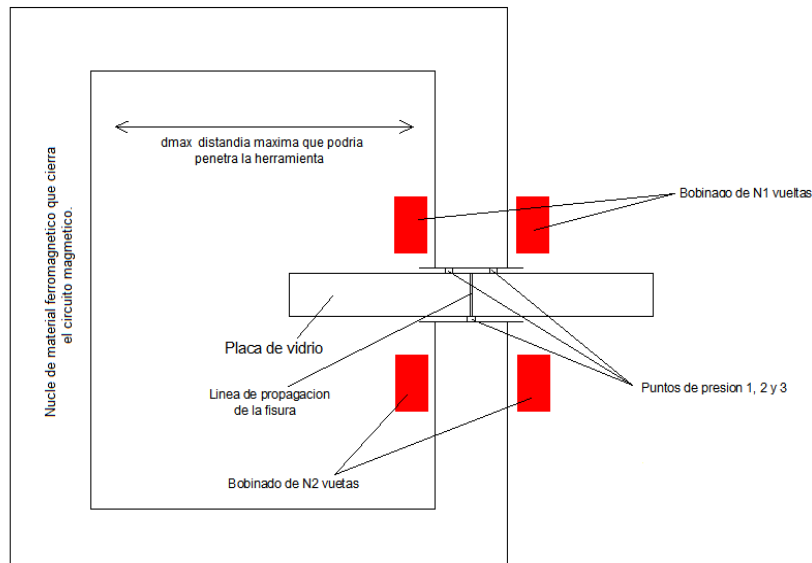 dmax distandia maxima que podria
penetra la herramienta
Nucle de material ferromagnetico que cierra
el circuito magmetico.
Bobinado de N1 vueltas
Placa de vidrio
Linea de propagacion
de la fisura
Puntos de presion 1, 2 y 3
Bobinado de N2 vuetas